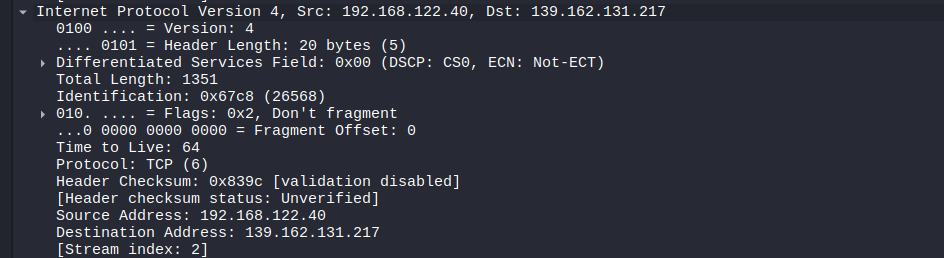 Internet Protocol Version 4, Src: 192.168.122.40, Dst: 139.162.131.217
0100 .... = Version: 4
.... 0101 = Header Length: 20 bytes (5)
Differentiated Services Field: 0x00 (DSCP: CS0, ECN: Not-ECT)
Total Length: 1351
Identification: 0x67c8 (26568)
010. .... = Flags: 0x2, Don't fragment
...0 0000 0000 0000 = Fragment Offset: 0
Time to Live: 64
Protocol: TCP (6)
Header Checksum: 0x839c [validation disabled]
[Header checksum status: Unverified]
Source Address: 192.168.122.40
Destination Address: 139.162.131.217
[Stream index: 2]